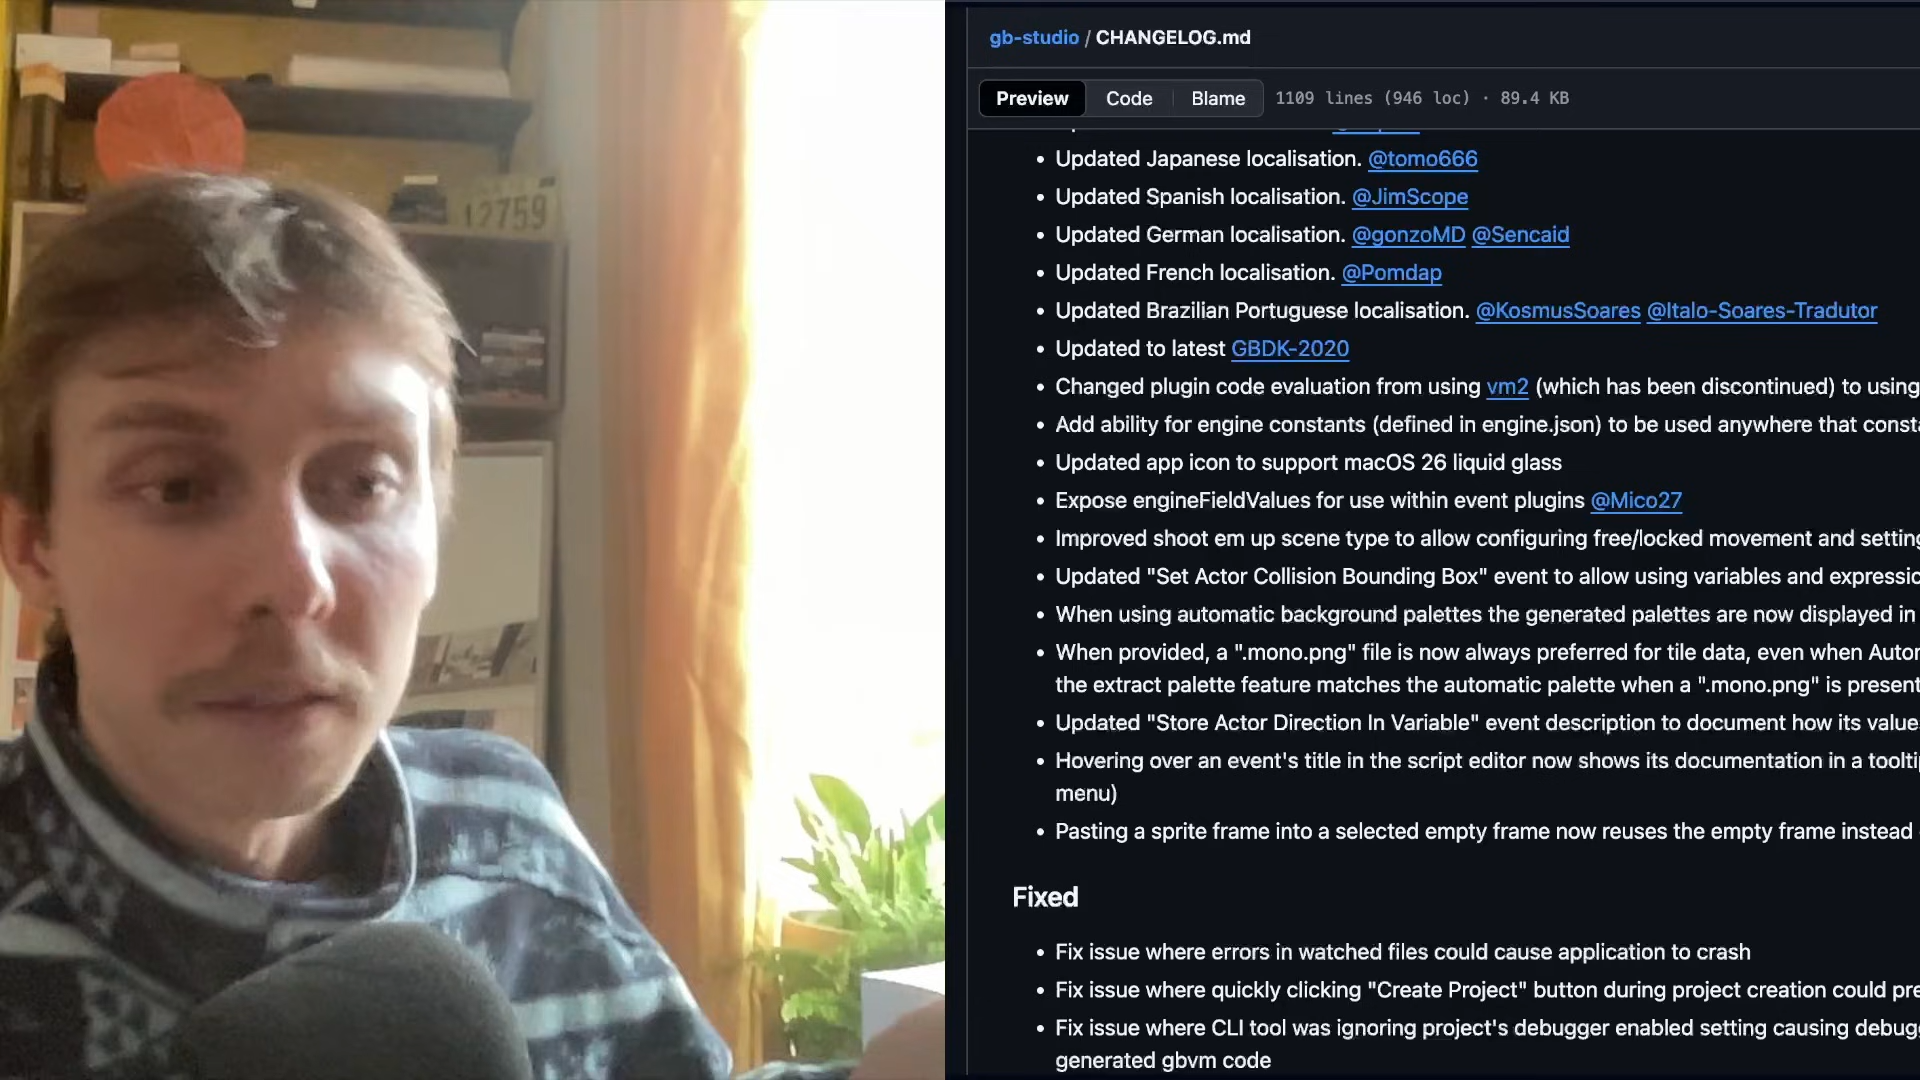 12759
gb-studio / CHANGELOG.md
Preview Code Blame 1109 lines (946 loc) · 89.4 KB
• Updated Japanese localisation. @tomo666
• Updated Spanish localisation. @JimScope
• Updated German localisation. @gonzoMD @Sencaid
• Updated French localisation. @Pomdap
• Updated Brazilian Portuguese localisation. @KosmusSoares @Italo-Soares-Tradutor
• Updated to latest GBDK-2020
• Changed plugin code evaluation from using vm2 (which has been discontinued) to using
• Add ability for engine constants (defined in engine.json) to be used anywhere that consta
• Updated app icon to support macOS 26 liquid glass
• Expose engineFieldValues for use within event plugins @Mico27
• Improved shoot em up scene type to allow configuring free/locked movement and setting
• Updated "Set Actor Collision Bounding Box" event to allow using variables and expressio
• When using automatic background palettes the generated palettes are now displayed in
• When provided, a ".mono.png" file is now always preferred for tile data, even when Autom
the extract palette feature matches the automatic palette when a ".mono.png" is present
• Updated "Store Actor Direction In Variable" event description to document how its value
• Hovering over an event's title in the script editor now shows its documentation in a toolti
menu)
• Pasting a sprite frame into a selected empty frame now reuses the empty frame instead
Fixed
• Fix issue where errors in watched files could cause application to crash
• Fix issue where quickly clicking "Create Project" button during project creation could pre
• Fix issue where CLI tool was ignoring project's debugger enabled setting causing debugg
generated gbvm code